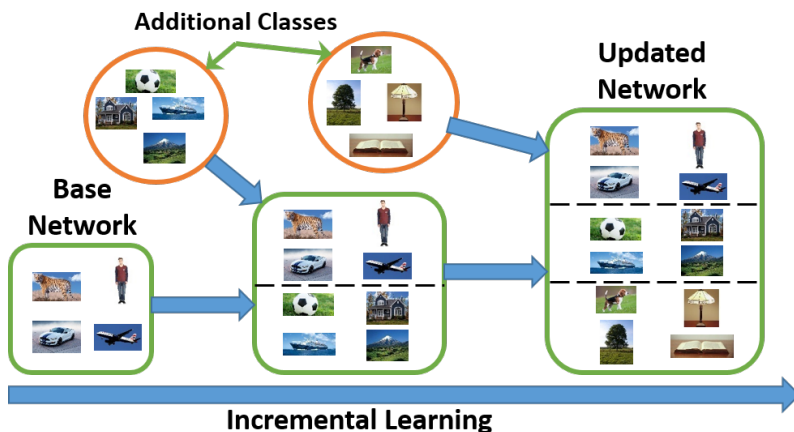 Additional Classes
Updated
Network
Base
Network
Incremental Learning